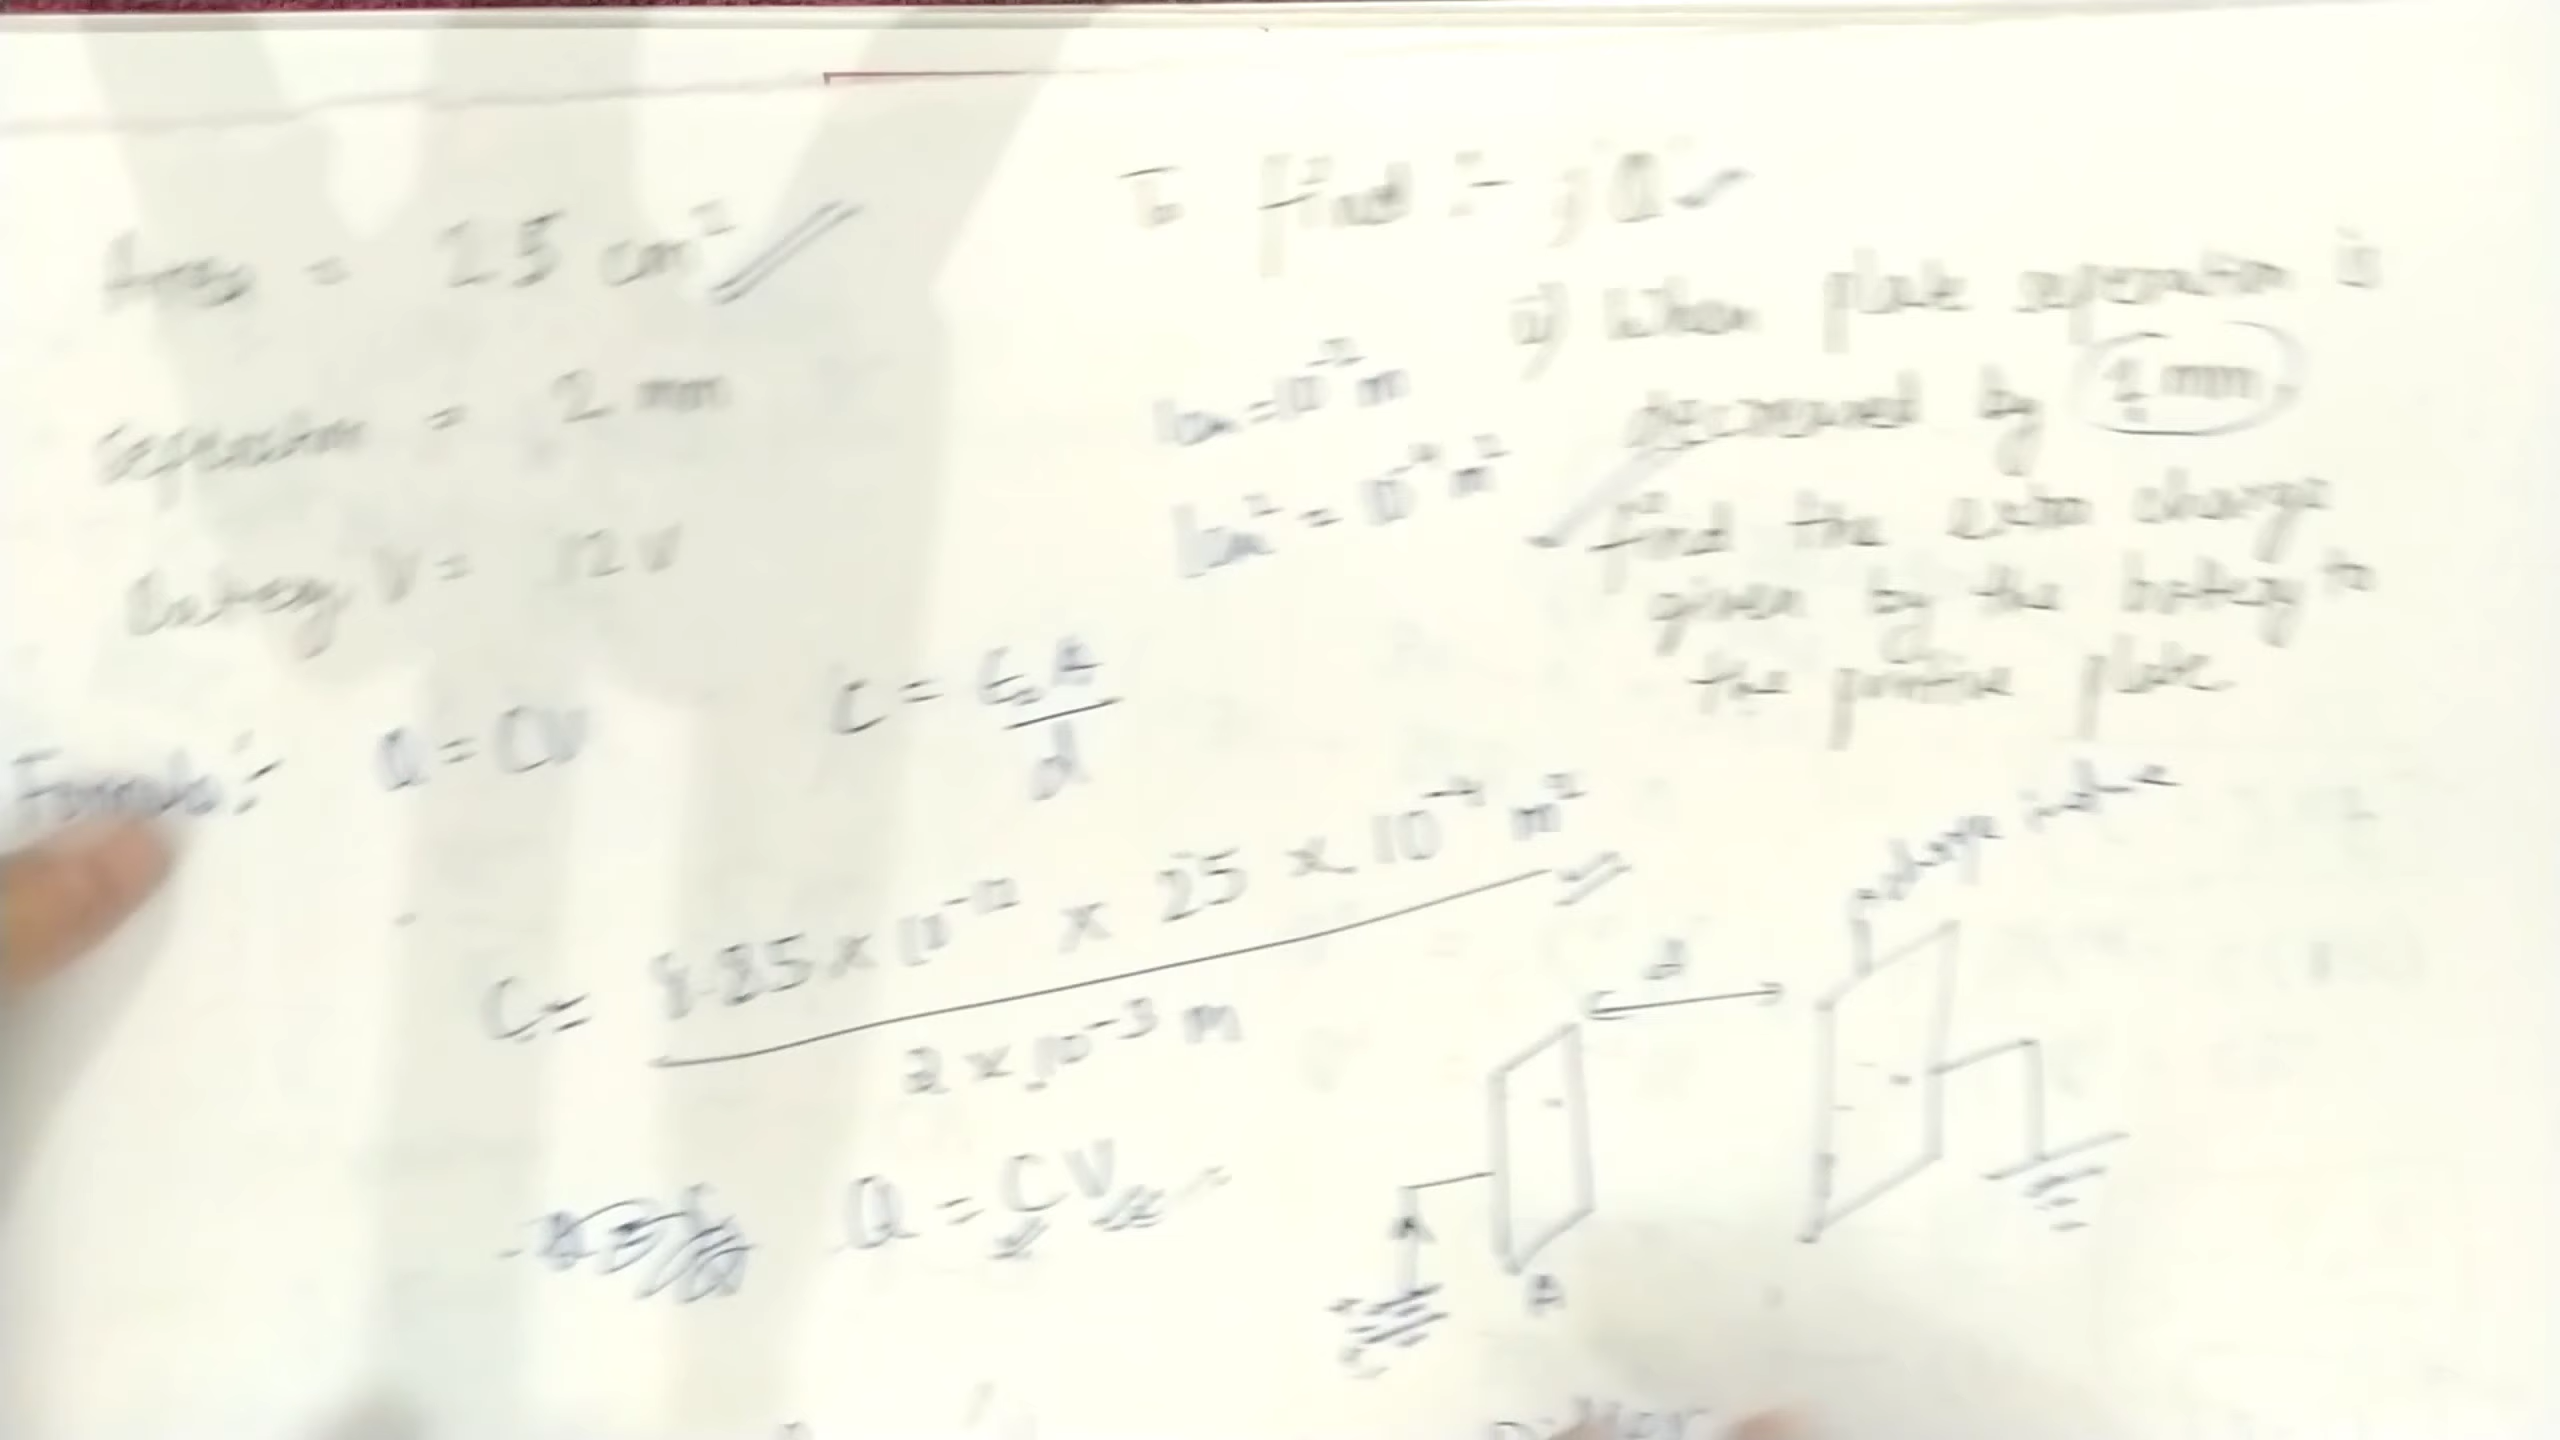 Area = 25 cm²
Separation = 2 mm
Battery V = 12 V
To find :- i) Q
ii) When plate separation is
decreased by 1 mm,
find the extra charge
given by the battery to
the positive plate
1cm = 10⁻² m
1cm² = 10⁻⁴ m²
Formula :- Q = CV
C = ε₀A / d
C = 8.85 × 10⁻¹² × 25 × 10⁻⁴ m² / 2 × 10⁻³ m
Q = CV
d
A